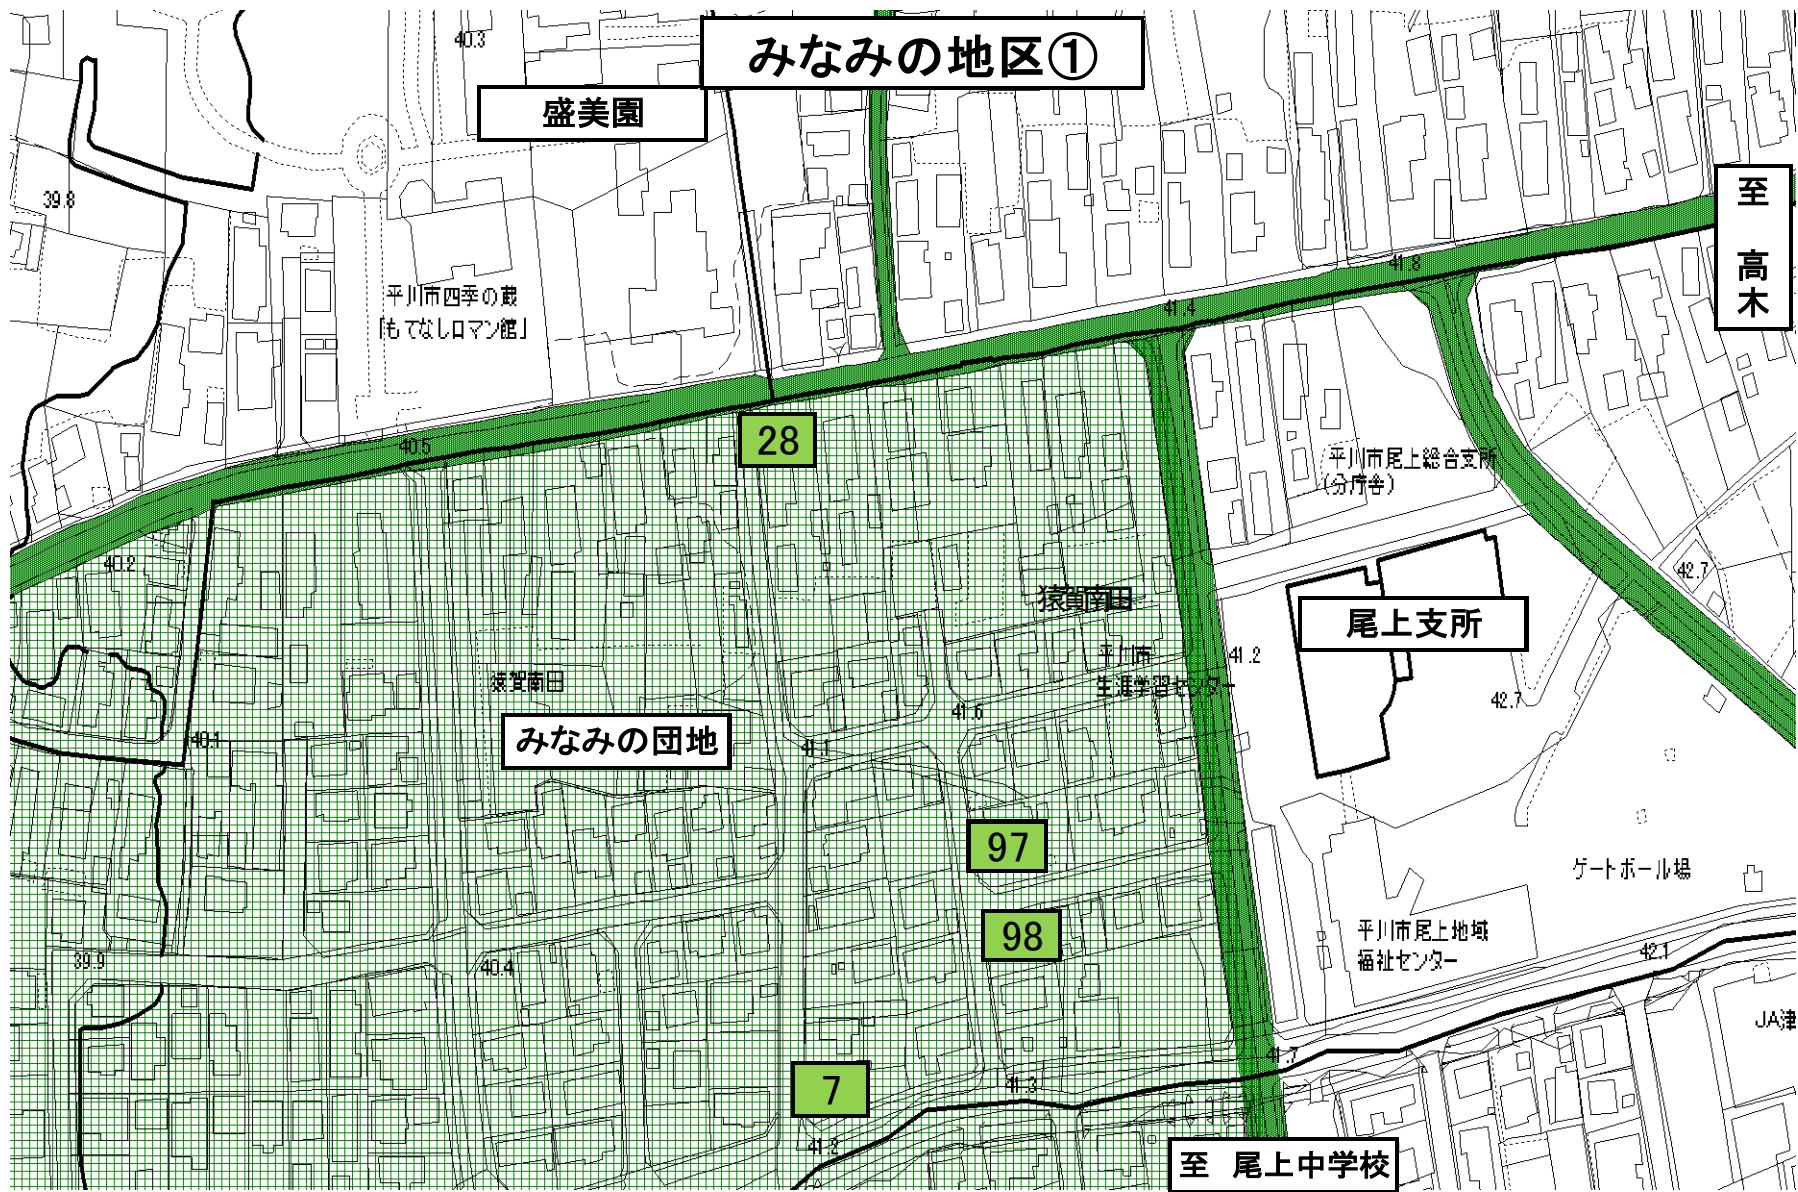 みなみの地区①
40.3
盛美園
39.8
至 高木
平川市四季の蔵
「もてなしロマン館」
41.8
41.4
28
40.5
平川市尾上総合支所
(分庁舎)
40.2
42.7
猿賀南田
尾上支所
平川市
生涯学習センター
41.2
猿賀南田
42.7
41.5
みなみの団地
40.1
41.1
97
ゲートボール場
98
平川市尾上地域
福祉センター
42.1
39.9
40.4
JA津
41.7
7
41.3
41.2
至 尾上中学校